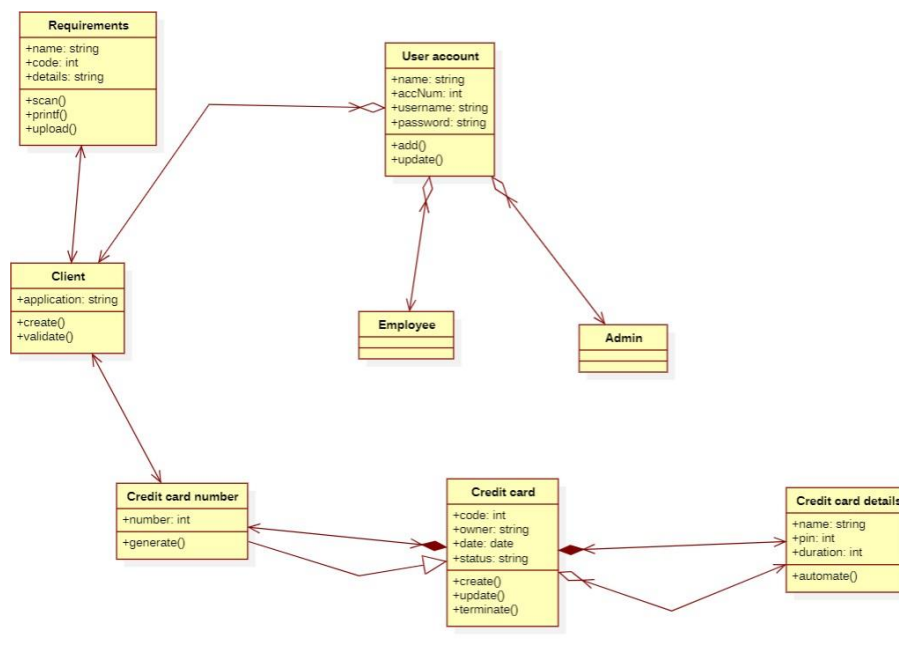 Requirements
+name: string
+code: int
+details: string
+scan()
+printf()
+upload()
User account
+name: string
+accNum: int
+username: string
+password: string
+add()
+update()
Client
+application: string
+create()
+validate()
Employee
Admin
Credit card number
+number: int
+generate()
Credit card
+code: int
+owner: string
+date: date
+status: string
+create()
+update()
+terminate()
Credit card details
+name: string
+pin: int
+duration: int
+automate()